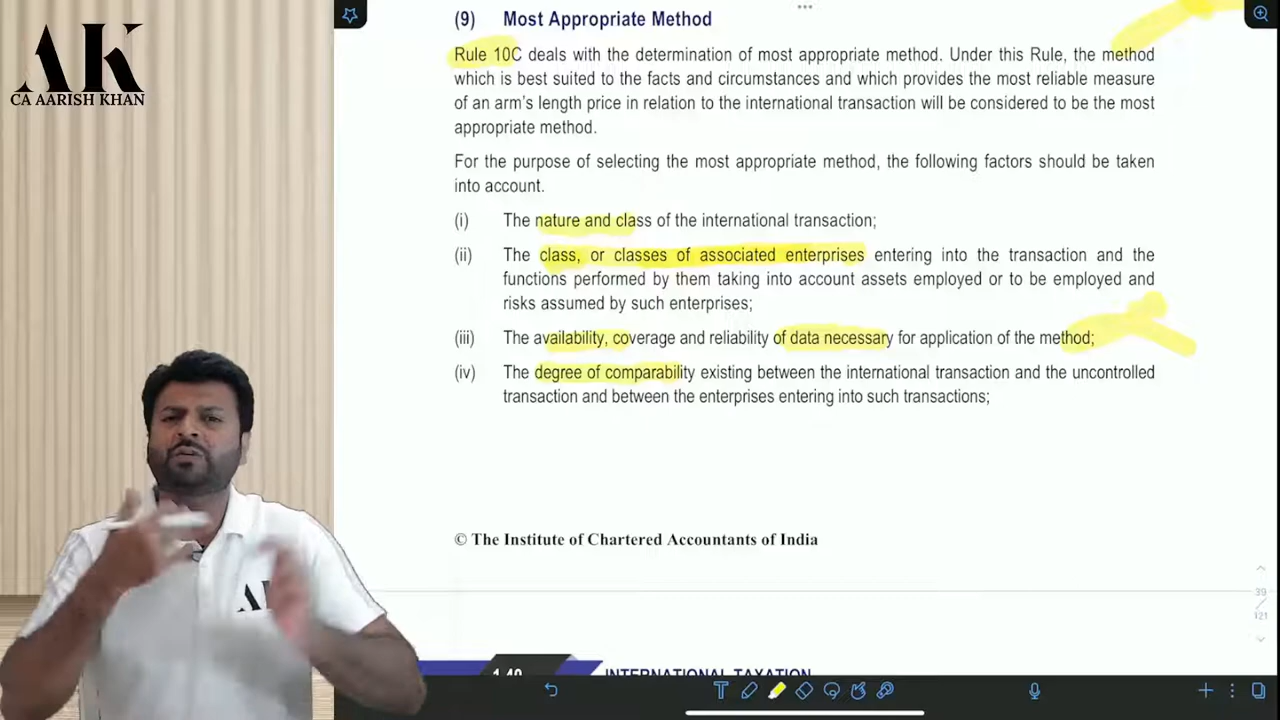 AK
CA AARISH KHAN
(9) Most Appropriate Method
Rule 10C deals with the determination of most appropriate method. Under this Rule, the method
which is best suited to the facts and circumstances and which provides the most reliable measure
of an arm's length price in relation to the international transaction will be considered to be the most
appropriate method.
For the purpose of selecting the most appropriate method, the following factors should be taken
into account.
(i) The nature and class of the international transaction;
(ii) The class, or classes of associated enterprises entering into the transaction and the
functions performed by them taking into account assets employed or to be employed and
risks assumed by such enterprises;
(iii) The availability, coverage and reliability of data necessary for application of the method;
(iv) The degree of comparability existing between the international transaction and the uncontrolled
transaction and between the enterprises entering into such transactions;
© The Institute of Chartered Accountants of India
39
121
1.40 INTERNATIONAL TAXATION